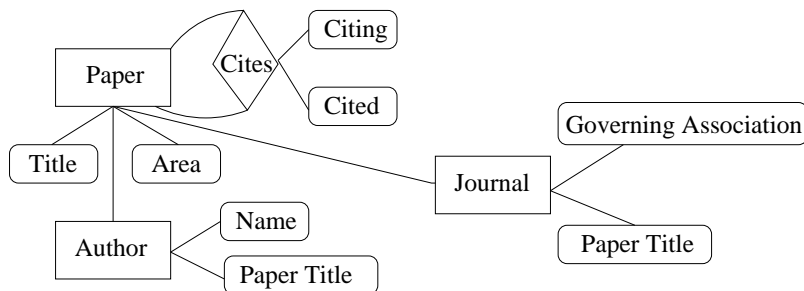 Citing
Paper
Cites
Cited
Governing Association
Title
Area
Journal
Name
Author
Paper Title
Paper Title